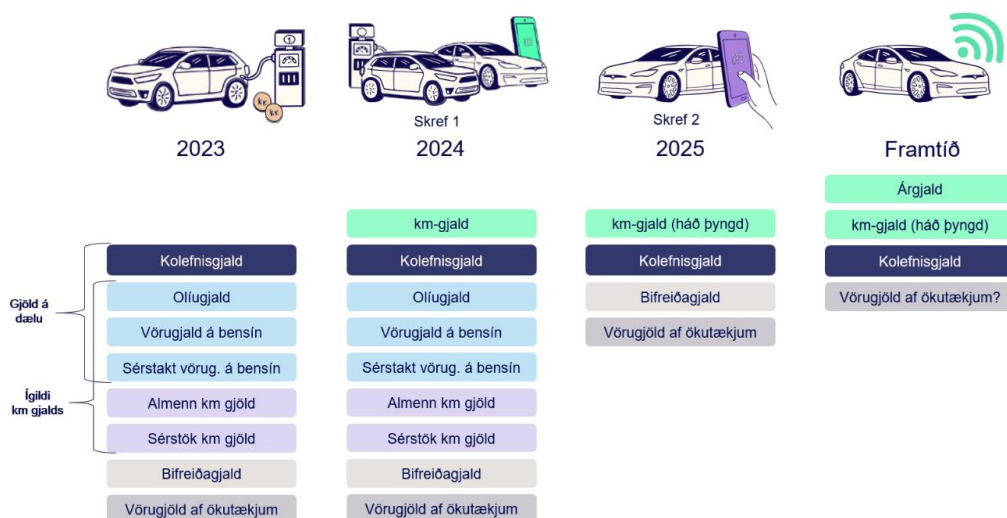 Skref 1
Skref 2
2023
2024
2025
Framtíð
Gjöld á
dælu
Ígildi
km gjalds
Kolefnisgjald
Olíugjald
Vörugjald á bensín
Sérstakt vörug. á bensín
Almenn km gjöld
Sérstök km gjöld
Bifreiðagjald
Vörugjöld af ökutækjum
km-gjald
Kolefnisgjald
Olíugjald
Vörugjald á bensín
Sérstakt vörug. á bensín
Almenn km gjöld
Sérstök km gjöld
Bifreiðagjald
Vörugjöld af ökutækjum
km-gjald (háð þyngd)
Kolefnisgjald
Bifreiðagjald
Vörugjöld af ökutækjum
Árgjald
km-gjald (háð þyngd)
Kolefnisgjald
Vörugjöld af ökutækjum?